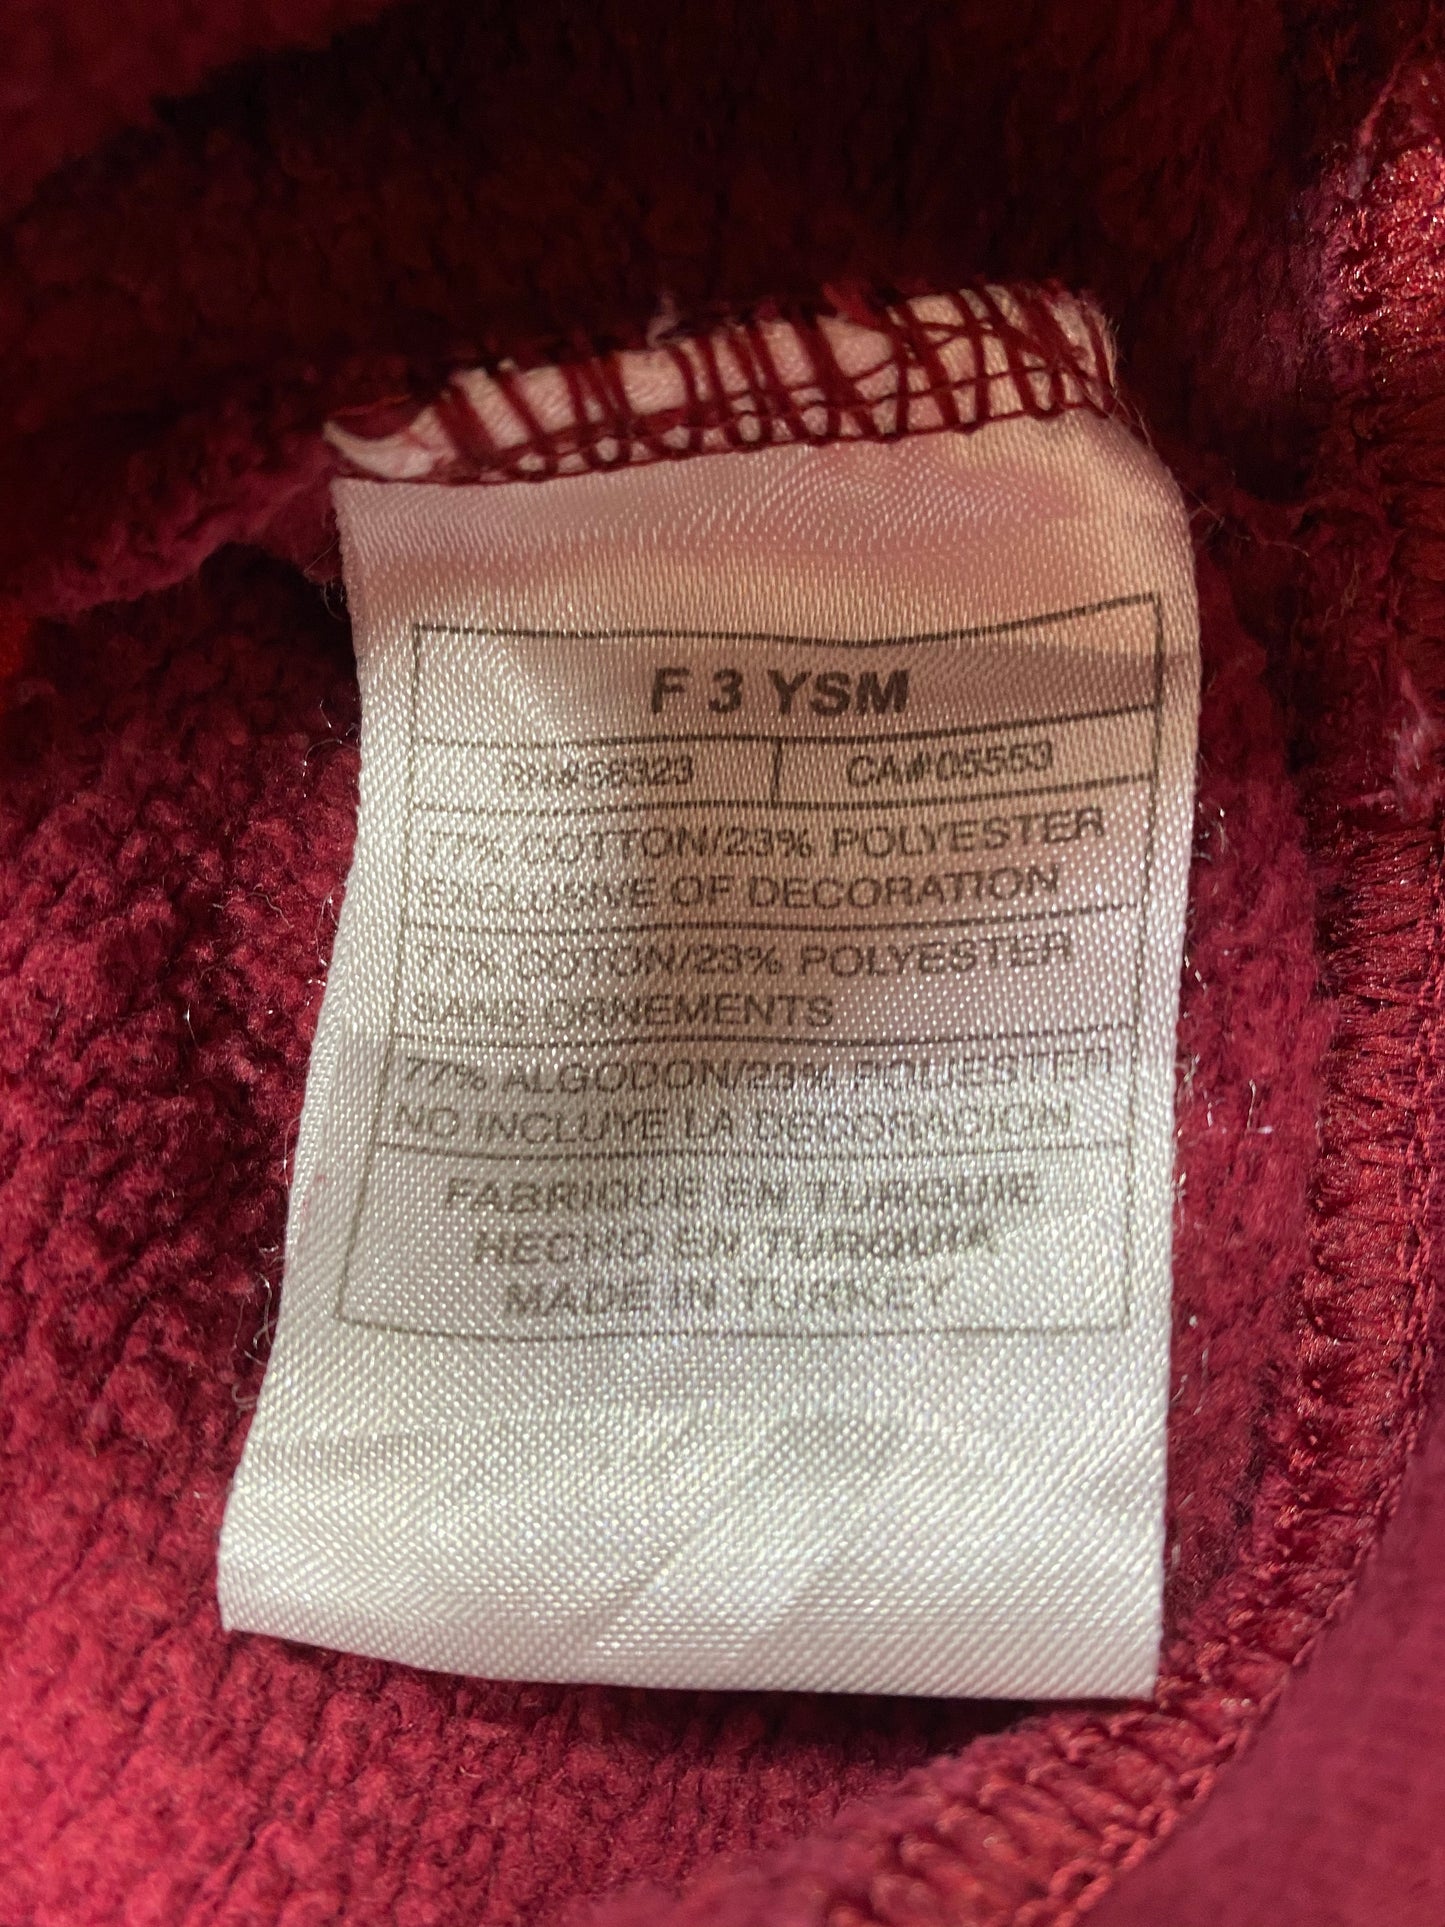 F 3 YSM
RN# 56323 CA# 05553
77% COTTON/23% POLYESTER
EXCLUSIVE OF DECORATION
77% COTON/23% POLYESTER
SANS ORNEMENTS
77% ALGODON/23% POLIESTER
NO INCLUYE LA DECORACION
FABRIQUE EN TURQUIE
HECHO EN TURQUIA
MADE IN TURKEY